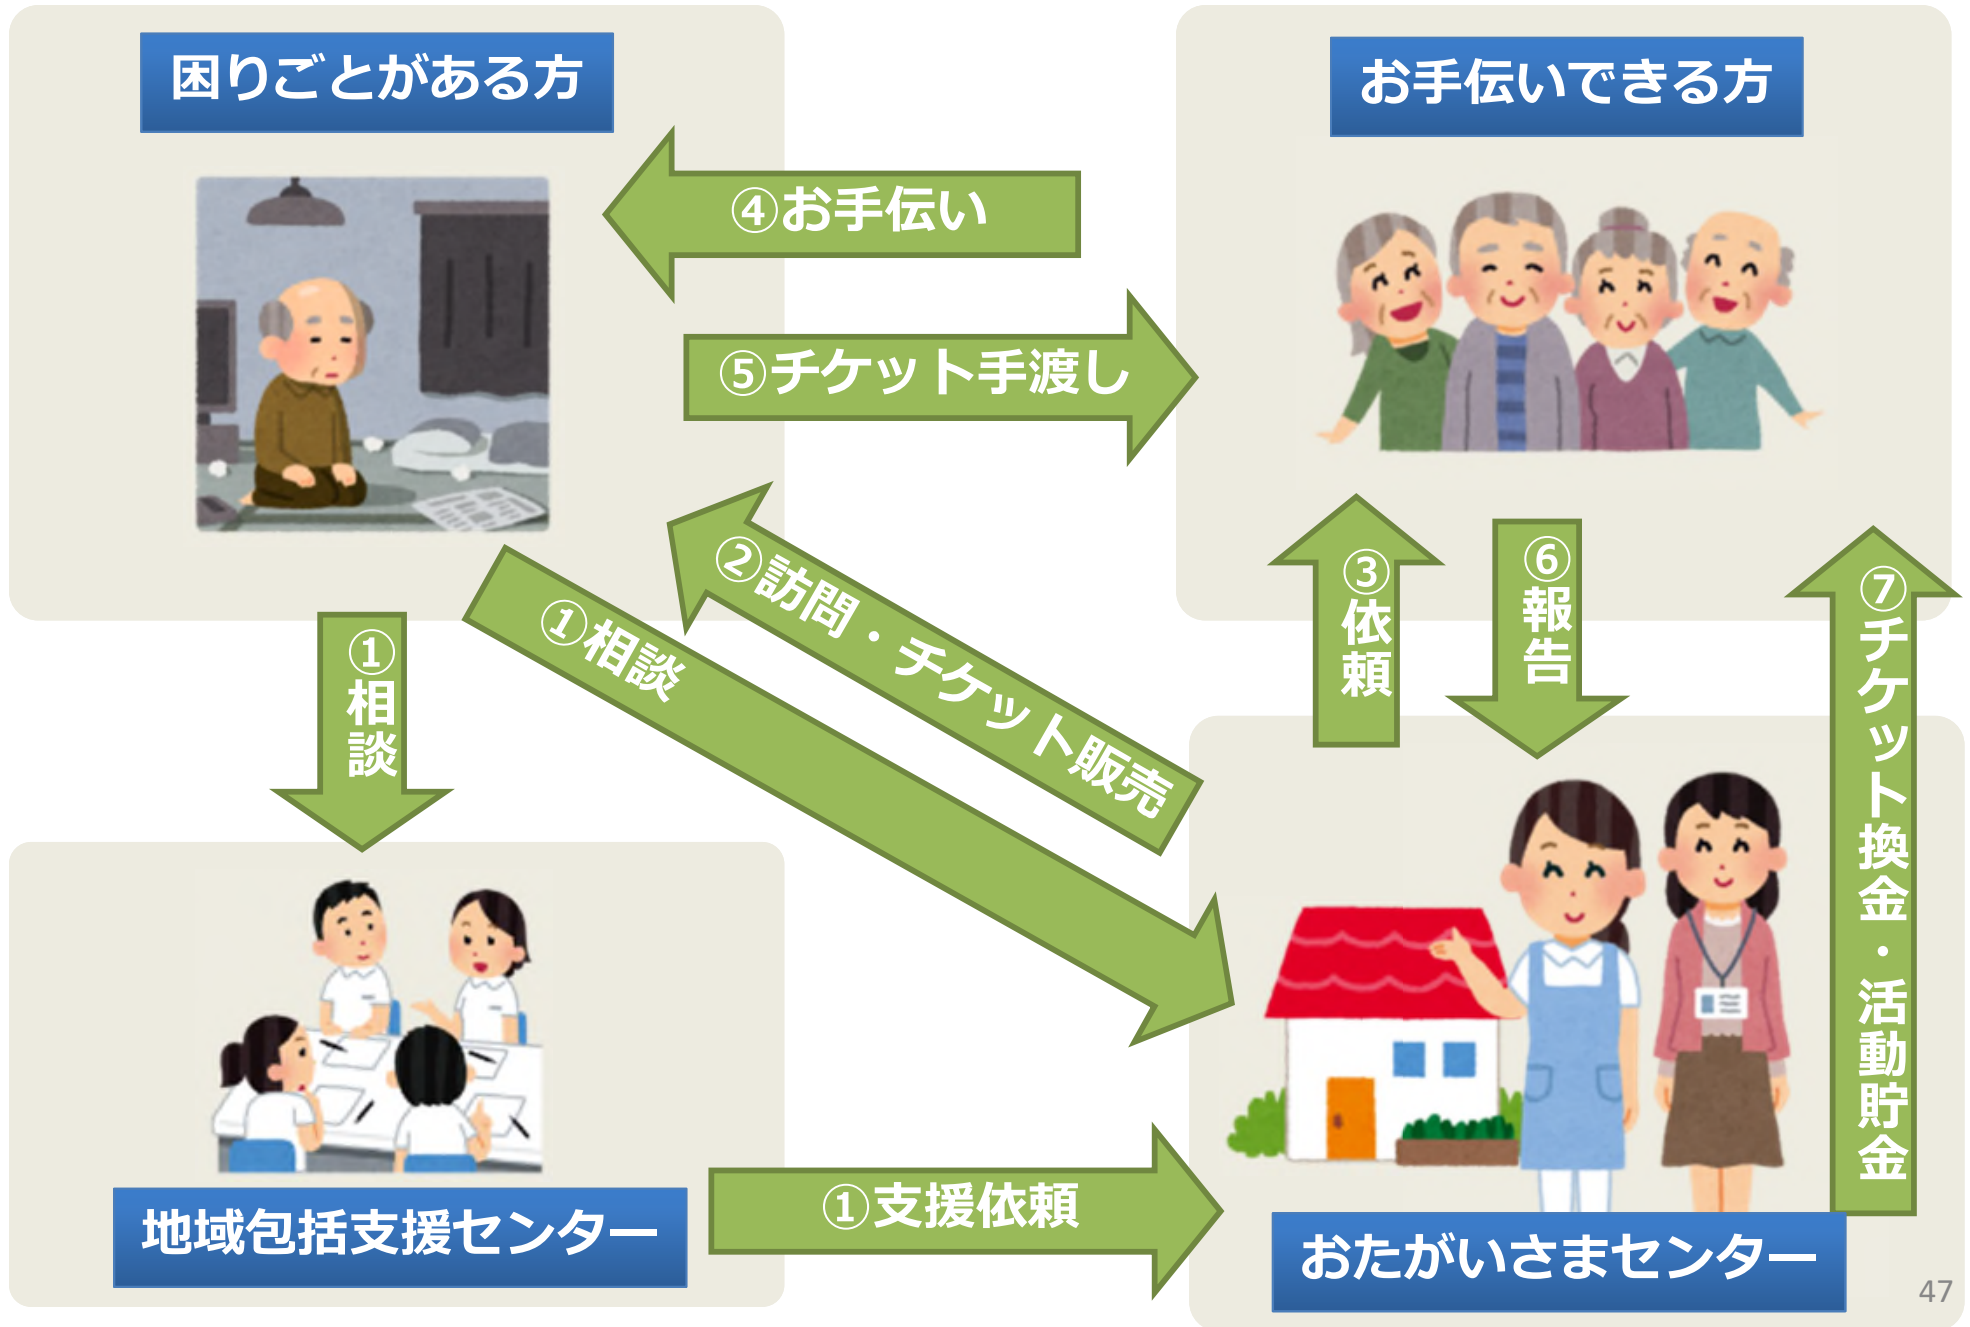 困りごとがある方
お手伝いできる方
④お手伝い
⑤チケット手渡し
②訪問・チケット販売
①相談
①相談
③依頼
⑥報告
⑦チケット換金・活動貯金
地域包括支援センター
①支援依頼
おたがいさまセンター
47